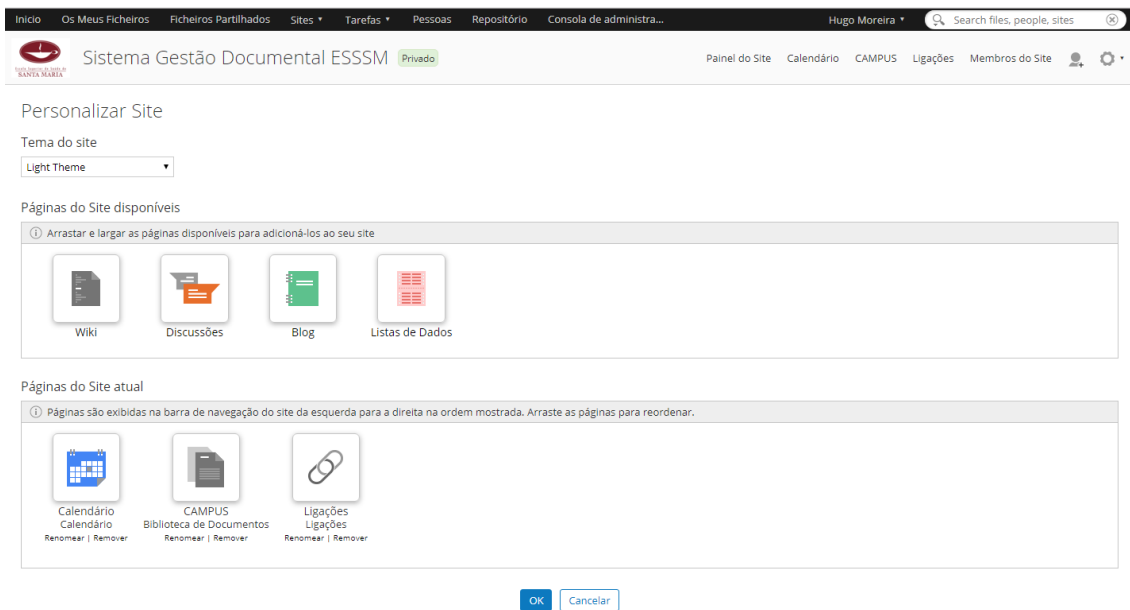 Inicio Os Meus Ficheiros Ficheiros Partilhados Sites Tarefas Pessoas Repositório Consola de administra... Hugo Moreira Search files, people, sites
SANTA MARIA
Sistema Gestão Documental ESSSM Privado Painel do Site Calendário CAMPUS Ligações Membros do Site
Personalizar Site
Tema do site
Light Theme
Páginas do Site disponíveis
Arrastar e largar as páginas disponíveis para adicioná-los ao seu site
Wiki Discussões Blog Listas de Dados
Páginas do Site atual
Páginas são exibidas na barra de navegação do site da esquerda para a direita na ordem mostrada. Arraste as páginas para reordenar.
Calendário CAMPUS Ligações
Calendário Biblioteca de Documentos Ligações
Renomear | Remover Renomear | Remover Renomear | Remover
OK Cancelar